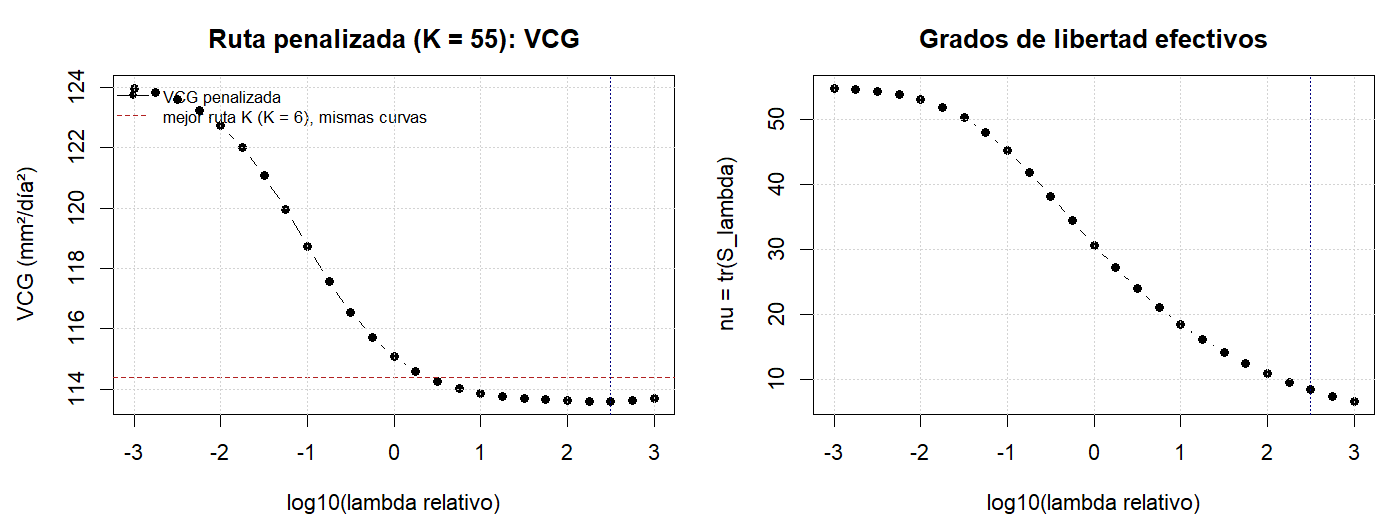 Ruta penalizada (K = 55): VCG
VCG (mm²/día²)
124
122
120
118
116
114
VCG penalizada
mejor ruta K (K = 6), mismas curvas
-3 -2 -1 0 1 2 3
log10(lambda relativo)
Grados de libertad efectivos
nu = tr(S_lambda)
50
40
30
20
10
-3 -2 -1 0 1 2 3
log10(lambda relativo)